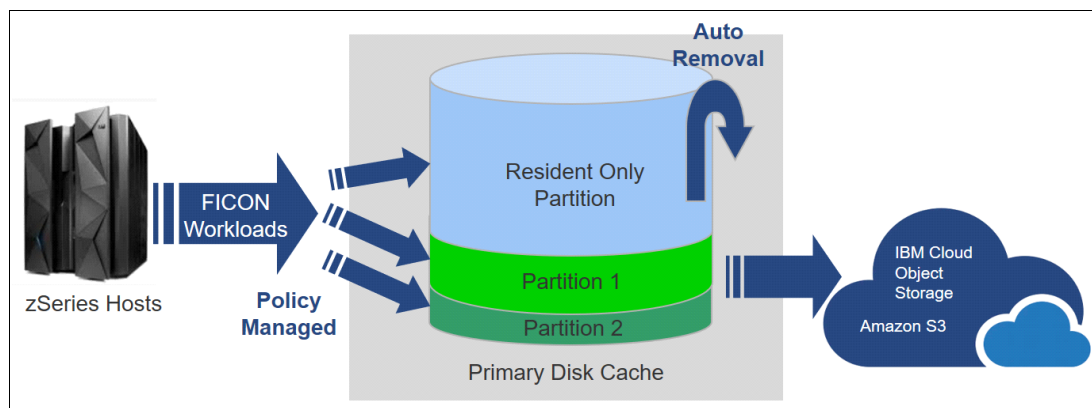 zSeries Hosts
FICON
Workloads
Policy
Managed
Auto
Removal
Resident Only
Partition
Partition 1
Partition 2
Primary Disk Cache
IBM Cloud
Object
Storage
Amazon S3